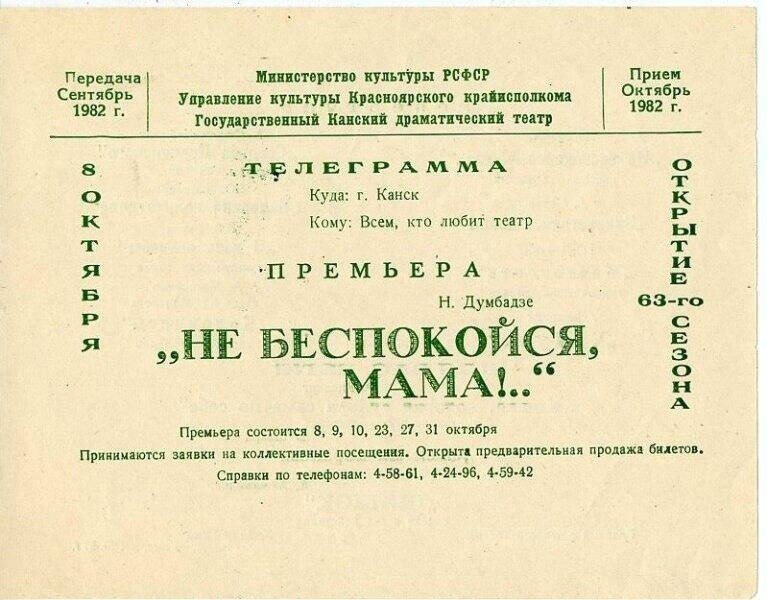 Передача
Сентябрь
1982 г.
Министерство культуры РСФСР
Управление культуры Красноярского крайисполкома
Государственный Канский драматический театр
Прием
Октябрь
1982 г.
8 ОКТЯБРЯ
ТЕЛЕГРАММА
Куда: г. Канск
Кому: Всем, кто любит театр
ПРЕМЬЕРА
Н. Думбадзе
„НЕ БЕСПОКОЙСЯ,
МАМА!..“
ОТКРЫТИЕ
63-го
СЕЗОНА
Премьера состоится 8, 9, 10, 23, 27, 31 октября
Принимаются заявки на коллективные посещения. Открыта предварительная продажа билетов.
Справки по телефонам: 4-58-61, 4-24-96, 4-59-42